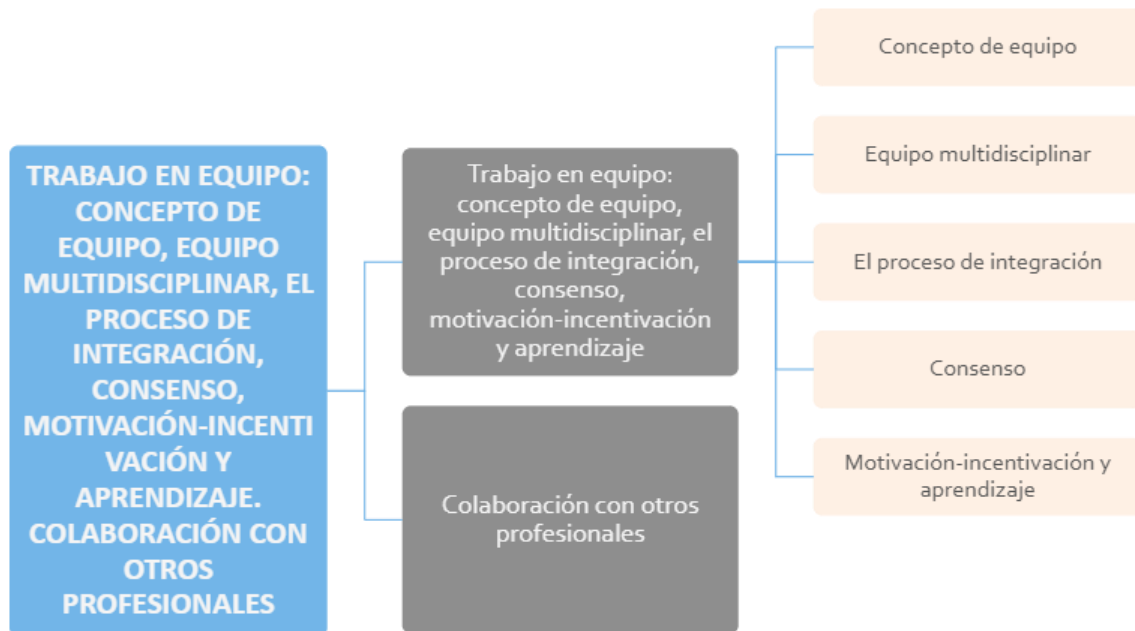 TRABAJO EN EQUIPO:
CONCEPTO DE
EQUIPO, EQUIPO
MULTIDISCIPLINAR, EL
PROCESO DE
INTEGRACIÓN,
CONSENSO,
MOTIVACIÓN-INCENTI
VACIÓN Y
APRENDIZAJE.
COLABORACIÓN CON
OTROS
PROFESIONALES
Trabajo en equipo:
concepto de equipo,
equipo multidisciplinar, el
proceso de integración,
consenso,
motivación-incentivación
y aprendizaje
Concepto de equipo
Equipo multidisciplinar
El proceso de integración
Consenso
Motivación-incentivación y
aprendizaje
Colaboración con otros
profesionales